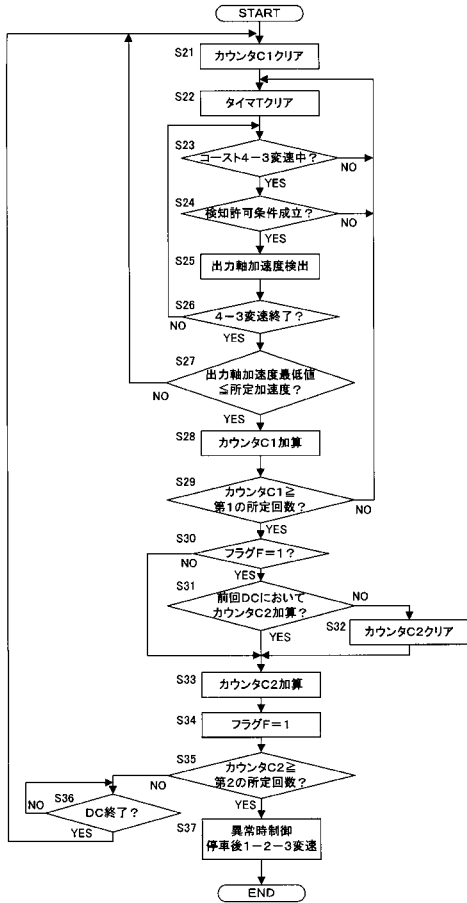 START
S21
カウンタC1クリア
S22
タイマTクリア
S23
コースト4−3変速中?
NO
YES
S24
検知許可条件成立?
NO
YES
S25
出力軸加速度検出
S26
4−3変速終了?
NO
YES
S27
出力軸加速度最低値
≦所定加速度?
NO
YES
S28
カウンタC1加算
S29
カウンタC1≧
第1の所定回数?
NO
YES
S30
フラグF=1?
NO
YES
S31
前回DCにおいて
カウンタC2加算?
NO
YES
S32
カウンタC2クリア
S33
カウンタC2加算
S34
フラグF=1
S35
カウンタC2≧
第2の所定回数?
NO
YES
S36
DC終了?
NO
YES
S37
異常時制御
停車後1−2−3変速
END